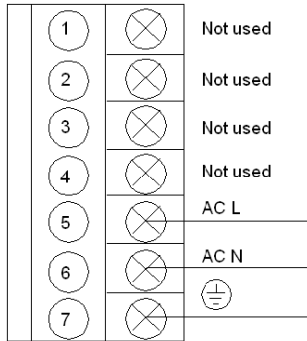 1 Not used
2 Not used
3 Not used
4 Not used
5 AC L
6 AC N
7